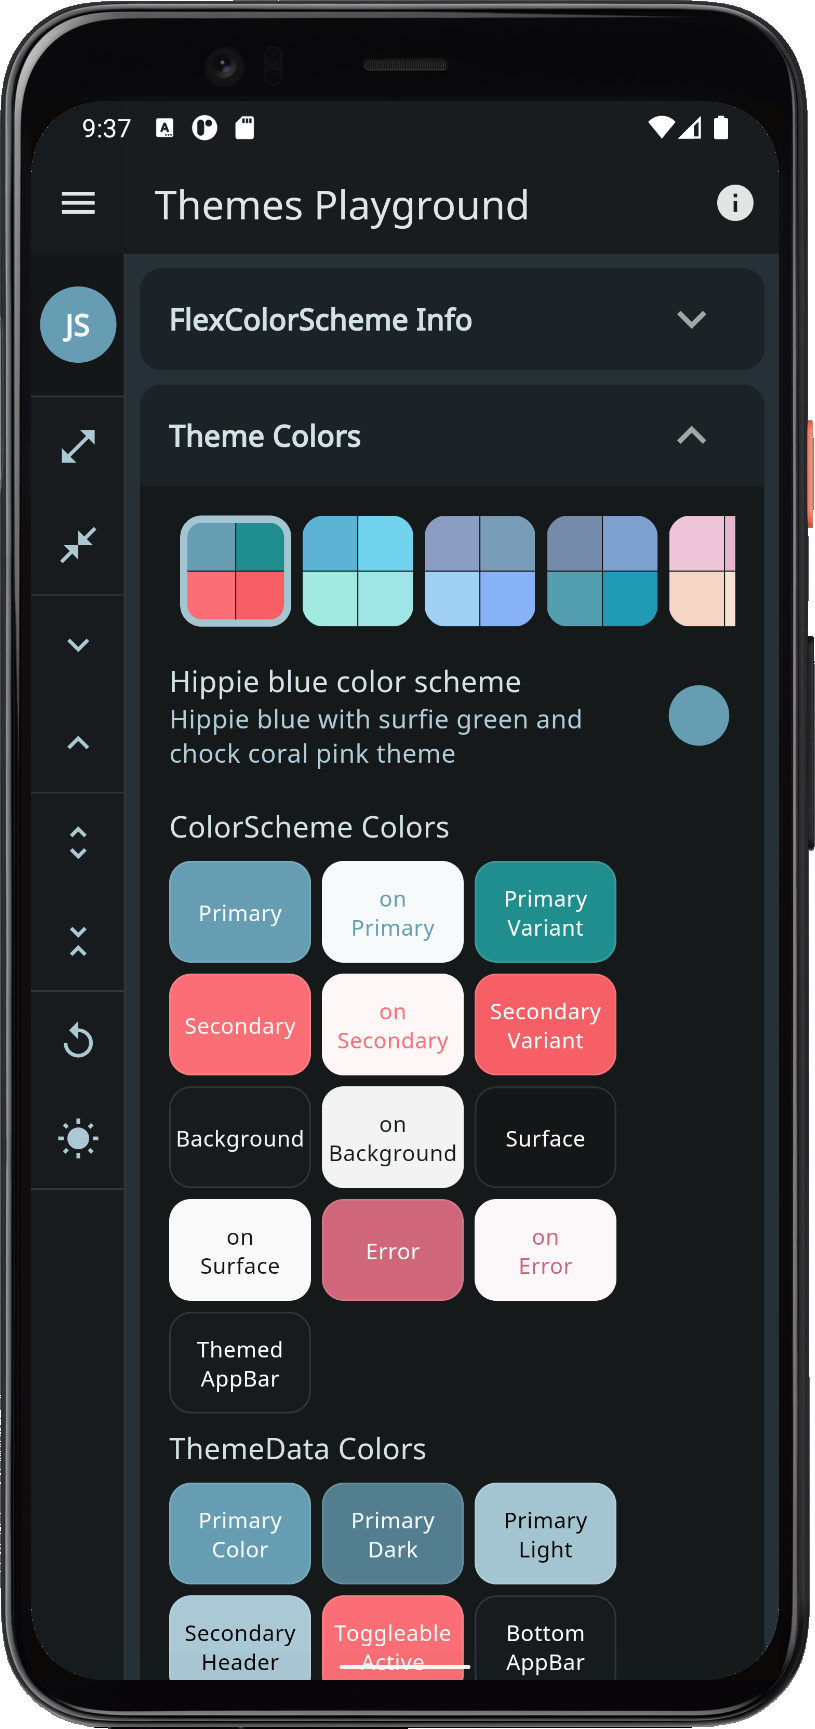 9:37
A
Themes Playground
JS
FlexColorScheme Info
Theme Colors
Hippie blue color scheme
Hippie blue with surfie green and
chock coral pink theme
ColorScheme Colors
Primary
on
Primary
Primary
Variant
Secondary
on
Secondary
Secondary
Variant
Background
on
Background
Surface
on
Surface
Error
on
Error
Themed
AppBar
ThemeData Colors
Primary
Color
Primary
Dark
Primary
Light
Secondary
Header
Toggleable
Active
Bottom
AppBar